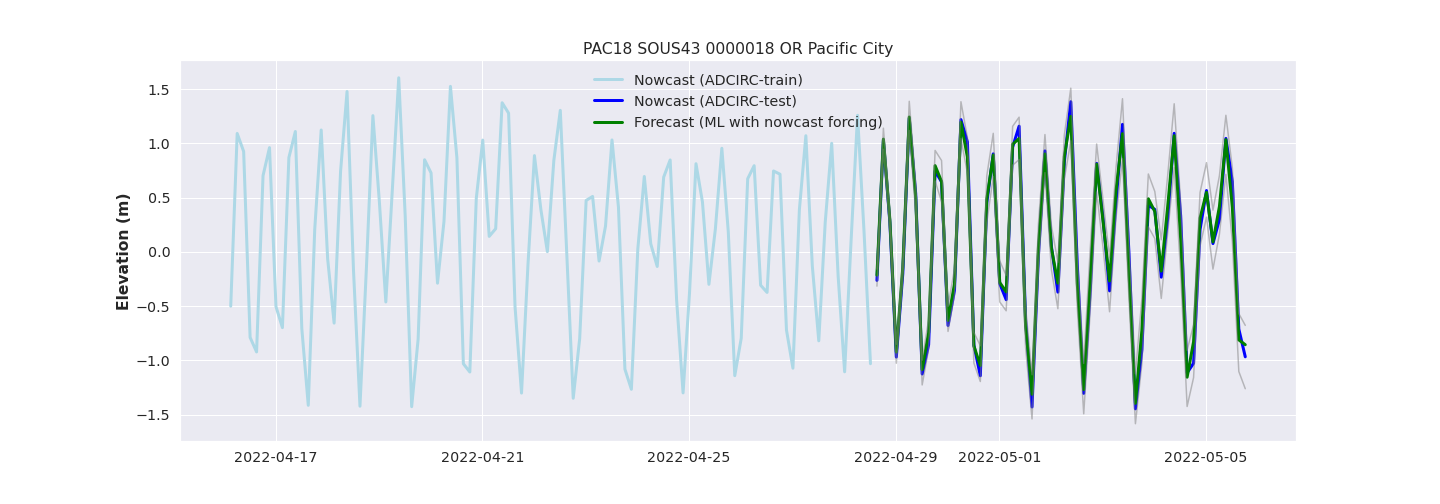 PAC18 SOUS43 0000018 OR Pacific City
Nowcast (ADCIRC-train)
Nowcast (ADCIRC-test)
Forecast (ML with nowcast forcing)
Elevation (m)
1.5
1.0
0.5
0.0
−0.5
−1.0
−1.5
2022-04-17 2022-04-21 2022-04-25 2022-04-29 2022-05-01 2022-05-05